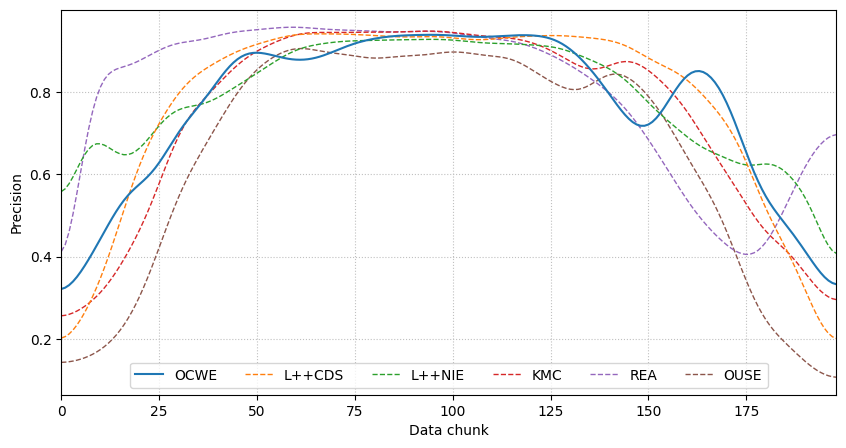 Precision
0.8
0.6
0.4
0.2
OCWE L++CDS L++NIE KMC REA OUSE
0 25 50 75 100 125 150 175
Data chunk